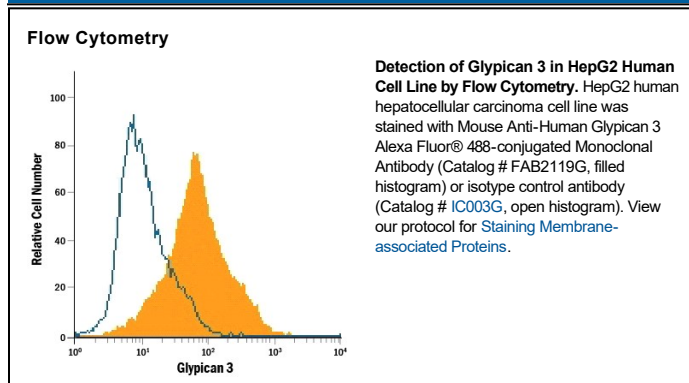 Flow Cytometry
Relative Cell Number
100
80
60
40
20
0
10⁰
10¹
10²
10³
10⁴
Glypican 3
Detection of Glypican 3 in HepG2 Human
Cell Line by Flow Cytometry. HepG2 human
hepatocellular carcinoma cell line was
stained with Mouse Anti-Human Glypican 3
Alexa Fluor® 488-conjugated Monoclonal
Antibody (Catalog # FAB2119G, filled
histogram) or isotype control antibody
(Catalog # IC003G, open histogram). View
our protocol for Staining Membrane-
associated Proteins.